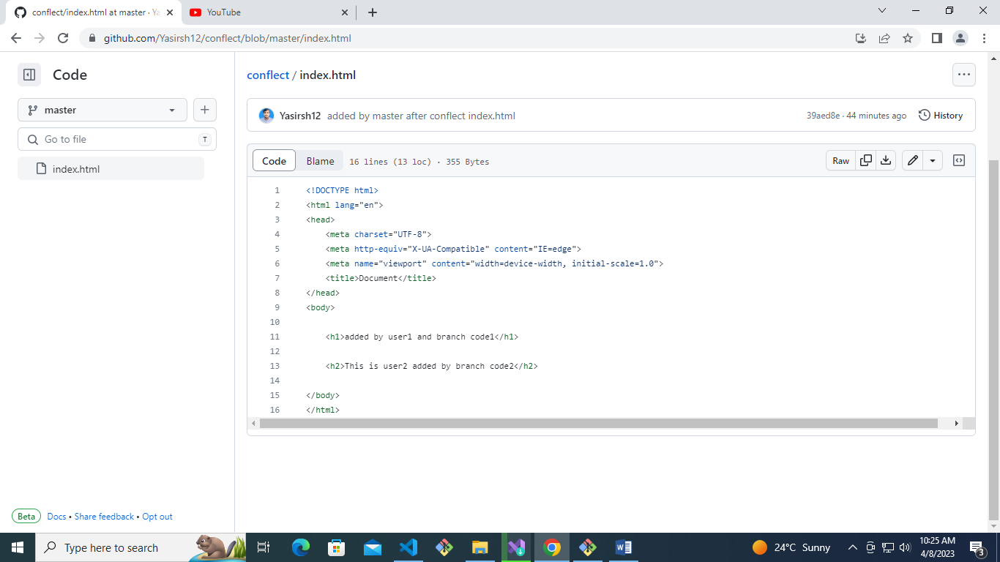 conflect/index.html at master · Ya
YouTube
github.com/Yasirsh12/conflect/blob/master/index.html
Code
conflect / index.html
master
Yasirsh12 added by master after conflect index.html
39aed8e · 44 minutes ago
History
Go to file
T
index.html
Code
Blame
16 lines (13 loc) · 355 Bytes
Raw
1 <!DOCTYPE html>
2 <html lang="en">
3 <head>
4     <meta charset="UTF-8">
5     <meta http-equiv="X-UA-Compatible" content="IE=edge">
6     <meta name="viewport" content="width=device-width, initial-scale=1.0">
7     <title>Document</title>
8 </head>
9 <body>
10
11     <h1>added by user1 and branch code1</h1>
12
13     <h2>This is user2 added by branch code2</h2>
14
15 </body>
16 </html>
Beta Docs • Share feedback • Opt out
Type here to search
24°C Sunny
10:25 AM
4/8/2023
3